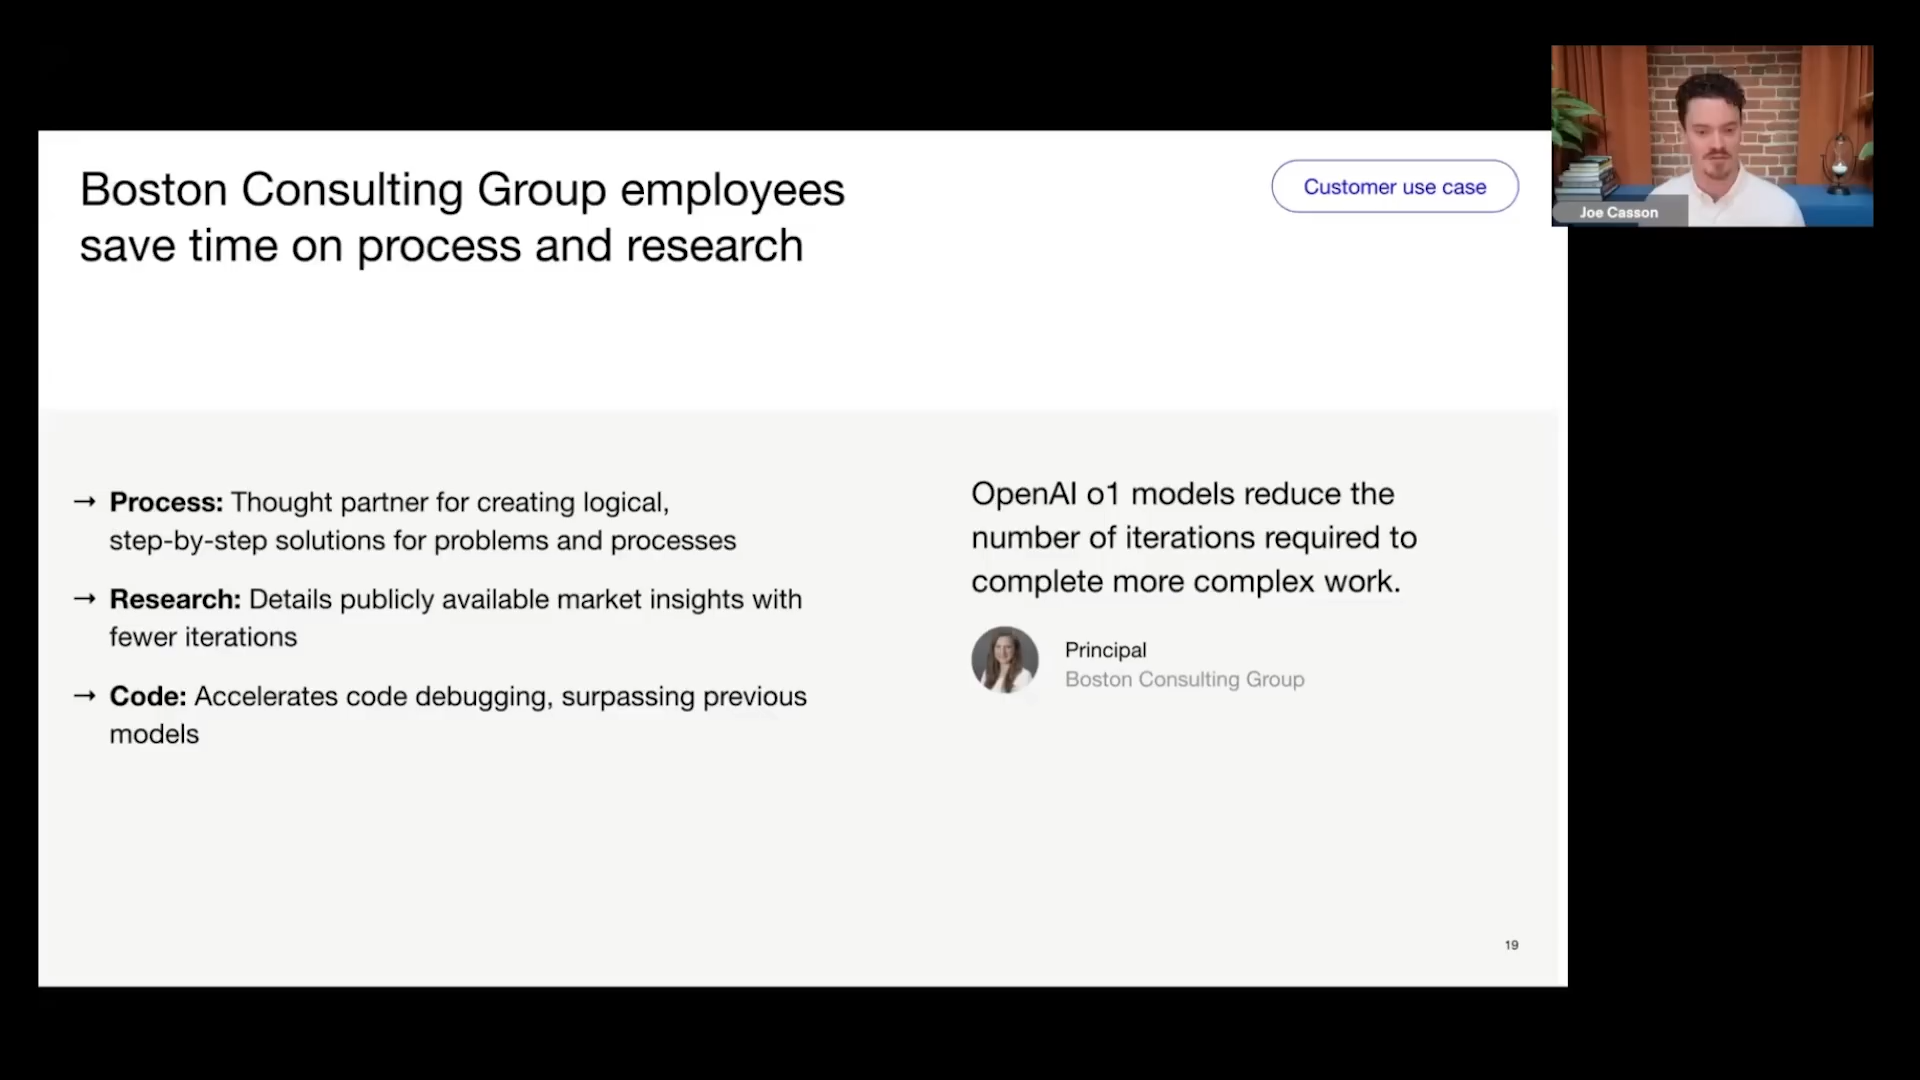 Boston Consulting Group employees
save time on process and research
Customer use case
Joe Casson
→ Process: Thought partner for creating logical,
step-by-step solutions for problems and processes
→ Research: Details publicly available market insights with
fewer iterations
→ Code: Accelerates code debugging, surpassing previous
models
OpenAI o1 models reduce the
number of iterations required to
complete more complex work.
Principal
Boston Consulting Group
19